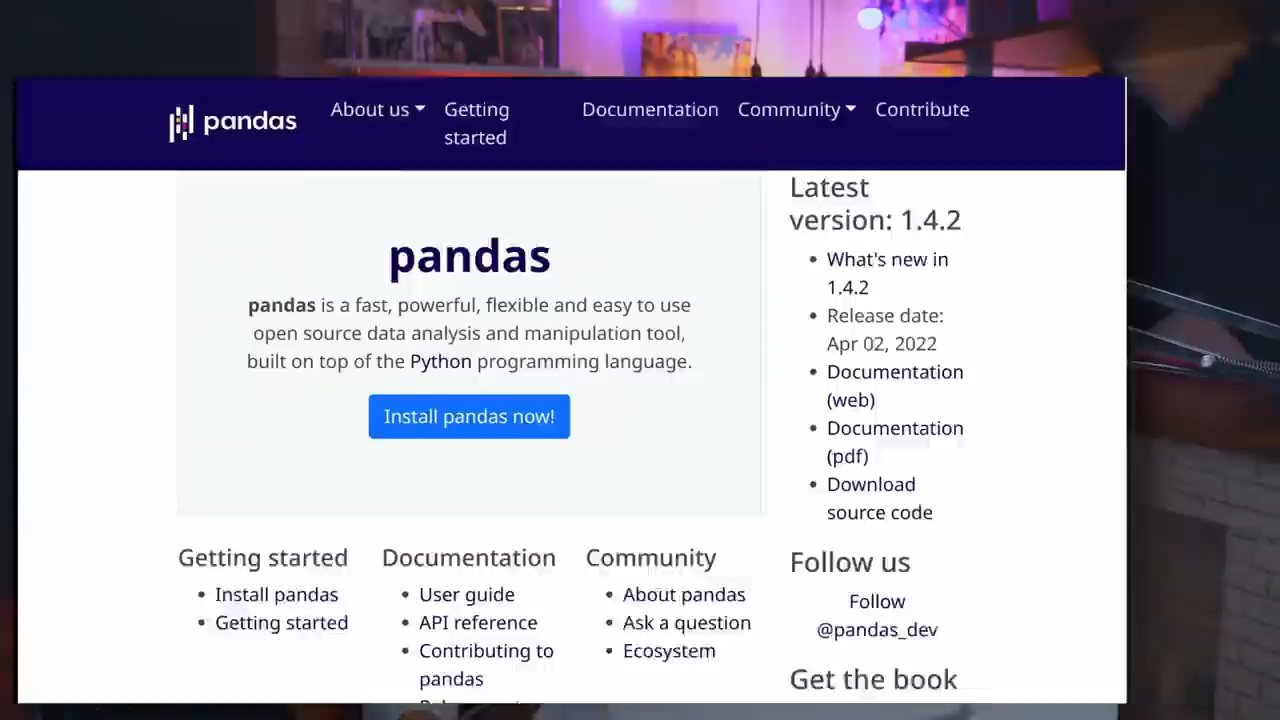 pandas
About us
Getting
started
Documentation
Community
Contribute
pandas
pandas is a fast, powerful, flexible and easy to use
open source data analysis and manipulation tool,
built on top of the Python programming language.
Install pandas now!
Getting started
Install pandas
Getting started
Documentation
User guide
API reference
Contributing to
pandas
Community
About pandas
Ask a question
Ecosystem
Latest
version: 1.4.2
What's new in
1.4.2
Release date:
Apr 02, 2022
Documentation
(web)
Documentation
(pdf)
Download
source code
Follow us
Follow
@pandas_dev
Get the book